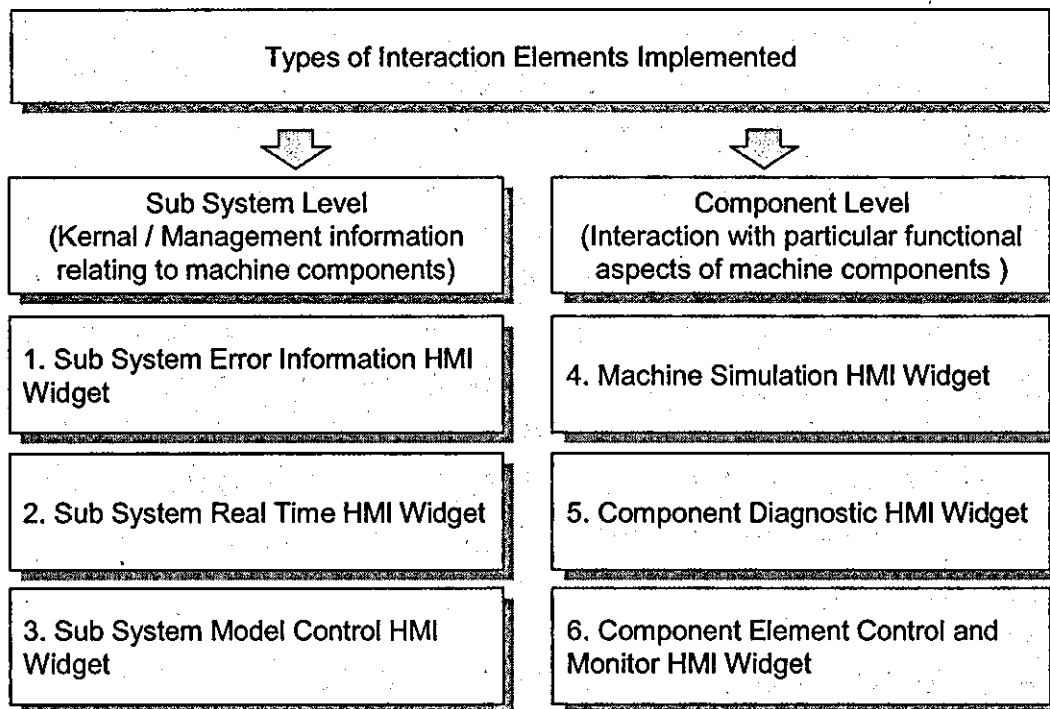 Types of Interaction Elements Implemented
Sub System Level
(Kernal / Management information
relating to machine components)
1. Sub System Error Information HMI
Widget
2. Sub System Real Time HMI Widget
3. Sub System Model Control HMI
Widget
Component Level
(Interaction with particular functional
aspects of machine components )
4. Machine Simulation HMI Widget
5. Component Diagnostic HMI Widget
6. Component Element Control and
Monitor HMI Widget